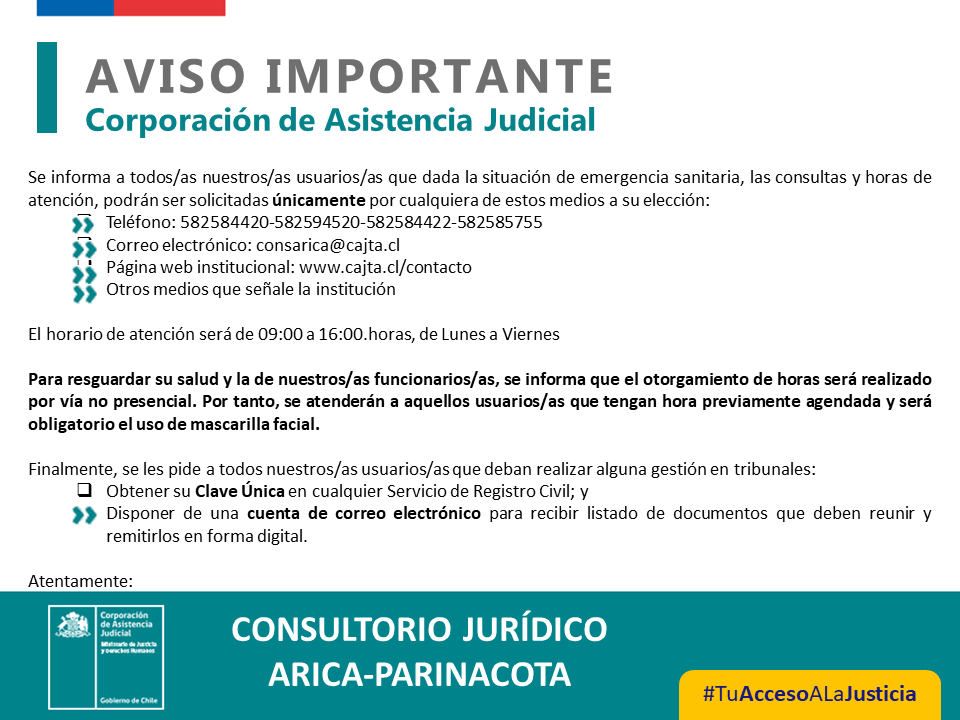 AVISO IMPORTANTE
Corporación de Asistencia Judicial
Se informa a todos/as nuestros/as usuarios/as que dada la situación de emergencia sanitaria, las consultas y horas de
atención, podrán ser solicitadas únicamente por cualquiera de estos medios a su elección:
Teléfono: 582584420-582594520-582584422-582585755
Correo electrónico: consarica@cajta.cl
Página web institucional: www.cajta.cl/contacto
Otros medios que señale la institución
El horario de atención será de 09:00 a 16:00.horas, de Lunes a Viernes
Para resguardar su salud y la de nuestros/as funcionarios/as, se informa que el otorgamiento de horas será realizado
por vía no presencial. Por tanto, se atenderán a aquellos usuarios/as que tengan hora previamente agendada y será
obligatorio el uso de mascarilla facial.
Finalmente, se les pide a todos nuestros/as usuarios/as que deban realizar alguna gestión en tribunales:
Obtener su Clave Única en cualquier Servicio de Registro Civil; y
Disponer de una cuenta de correo electrónico para recibir listado de documentos que deben reunir y
remitirlos en forma digital.
Atentamente:
Corporación
de Asistencia
Judicial
Ministerio de Justicia
y Derechos Humanos
Gobierno de Chile
CONSULTORIO JURÍDICO
ARICA-PARINACOTA
#TuAccesoALaJusticia